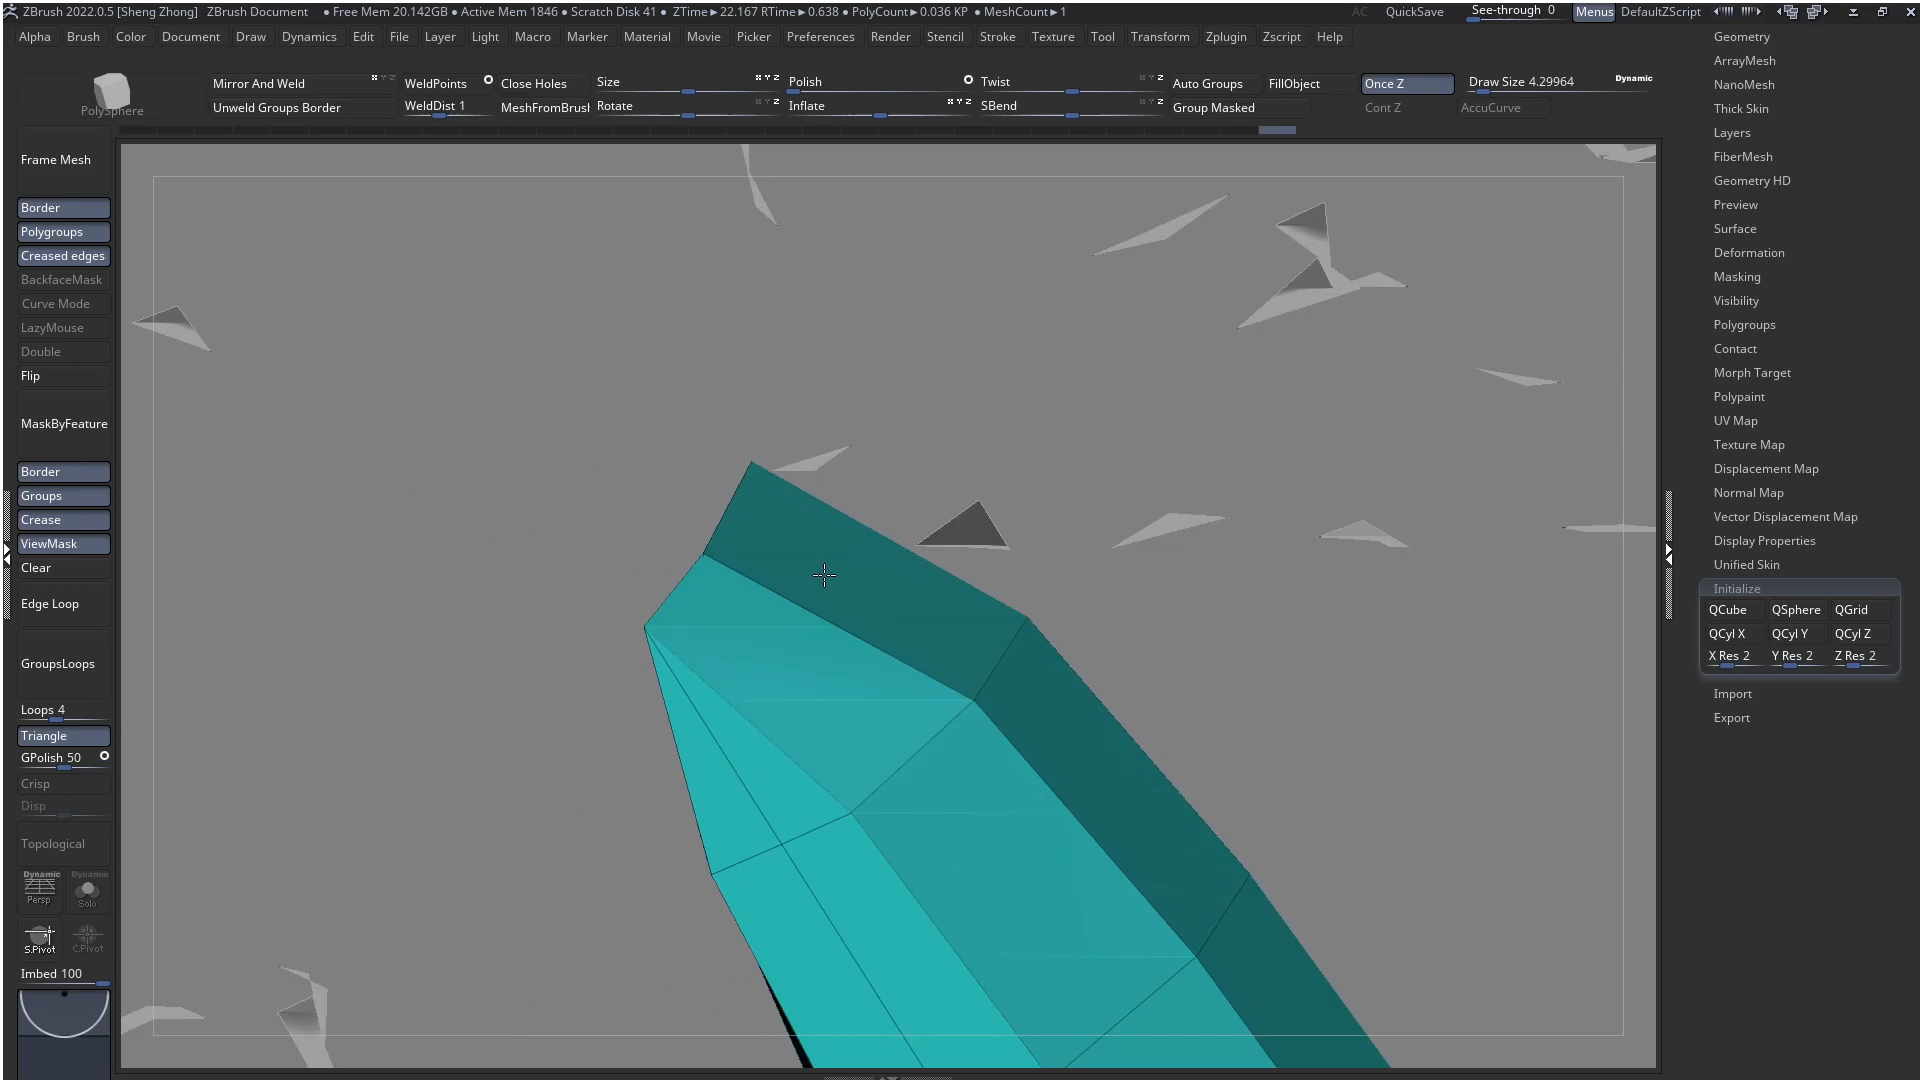 ZBrush 2022.0.5 [Sheng Zhong] ZBrush Document ● Free Mem 20.142GB ● Active Mem 1846 ● Scratch Disk 41 ● ZTime►22.167 RTime►0.638 ● PolyCount►0.036 KP ● MeshCount►1 AC QuickSave See-through 0 Menus DefaultZScript
Alpha Brush Color Document Draw Dynamics Edit File Layer Light Macro Marker Material Movie Picker Preferences Render Stencil Stroke Texture Tool Transform Zplugin Zscript Help
PolySphere
Mirror And Weld
Unweld Groups Border
WeldPoints
WeldDist 1
Close Holes
MeshFromBrush
Size
Rotate
Polish
Inflate
Twist
SBend
Auto Groups
Group Masked
FillObject
Once Z
Cont Z
Draw Size 4.29964
Dynamic
AccuCurve
Frame Mesh
Border
Polygroups
Creased edges
BackfaceMask
Curve Mode
LazyMouse
Double
Flip
MaskByFeature
Border
Groups
Crease
ViewMask
Clear
Edge Loop
GroupsLoops
Loops 4
Triangle
GPolish 50
Crisp
Disp
Topological
Dynamic Dynamic
Persp Solo
S.Pivot C.Pivot
Imbed 100
Geometry
ArrayMesh
NanoMesh
Thick Skin
Layers
FiberMesh
Geometry HD
Preview
Surface
Deformation
Masking
Visibility
Polygroups
Contact
Morph Target
Polypaint
UV Map
Texture Map
Displacement Map
Normal Map
Vector Displacement Map
Display Properties
Unified Skin
Initialize
QCube QSphere QGrid
QCyl X QCyl Y QCyl Z
X Res 2 Y Res 2 Z Res 2
Import
Export